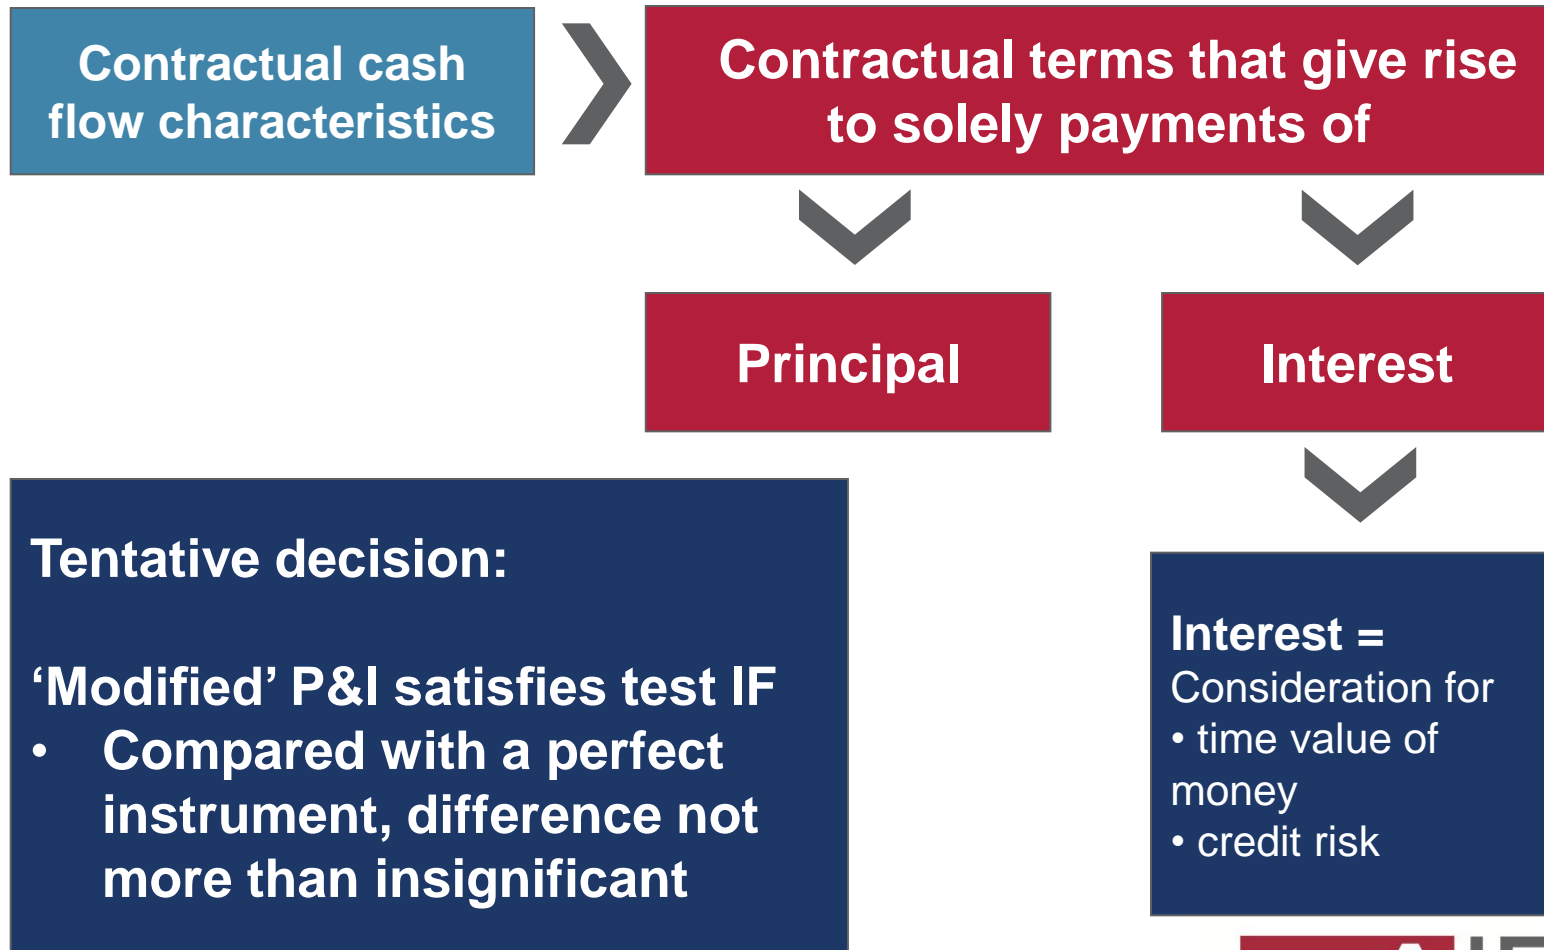 Contractual cash
flow characteristics
Contractual terms that give rise
to solely payments of
Principal
Interest
Tentative decision:
‘Modified’ P&I satisfies test IF
• Compared with a perfect
instrument, difference not
more than insignificant
Interest =
Consideration for
• time value of
money
• credit risk